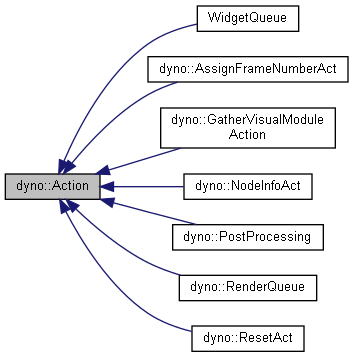 WidgetQueue
dyno::AssignFrameNumberAct
dyno::GatherVisualModule
Action
dyno::Action
dyno::NodeInfoAct
dyno::PostProcessing
dyno::RenderQueue
dyno::ResetAct